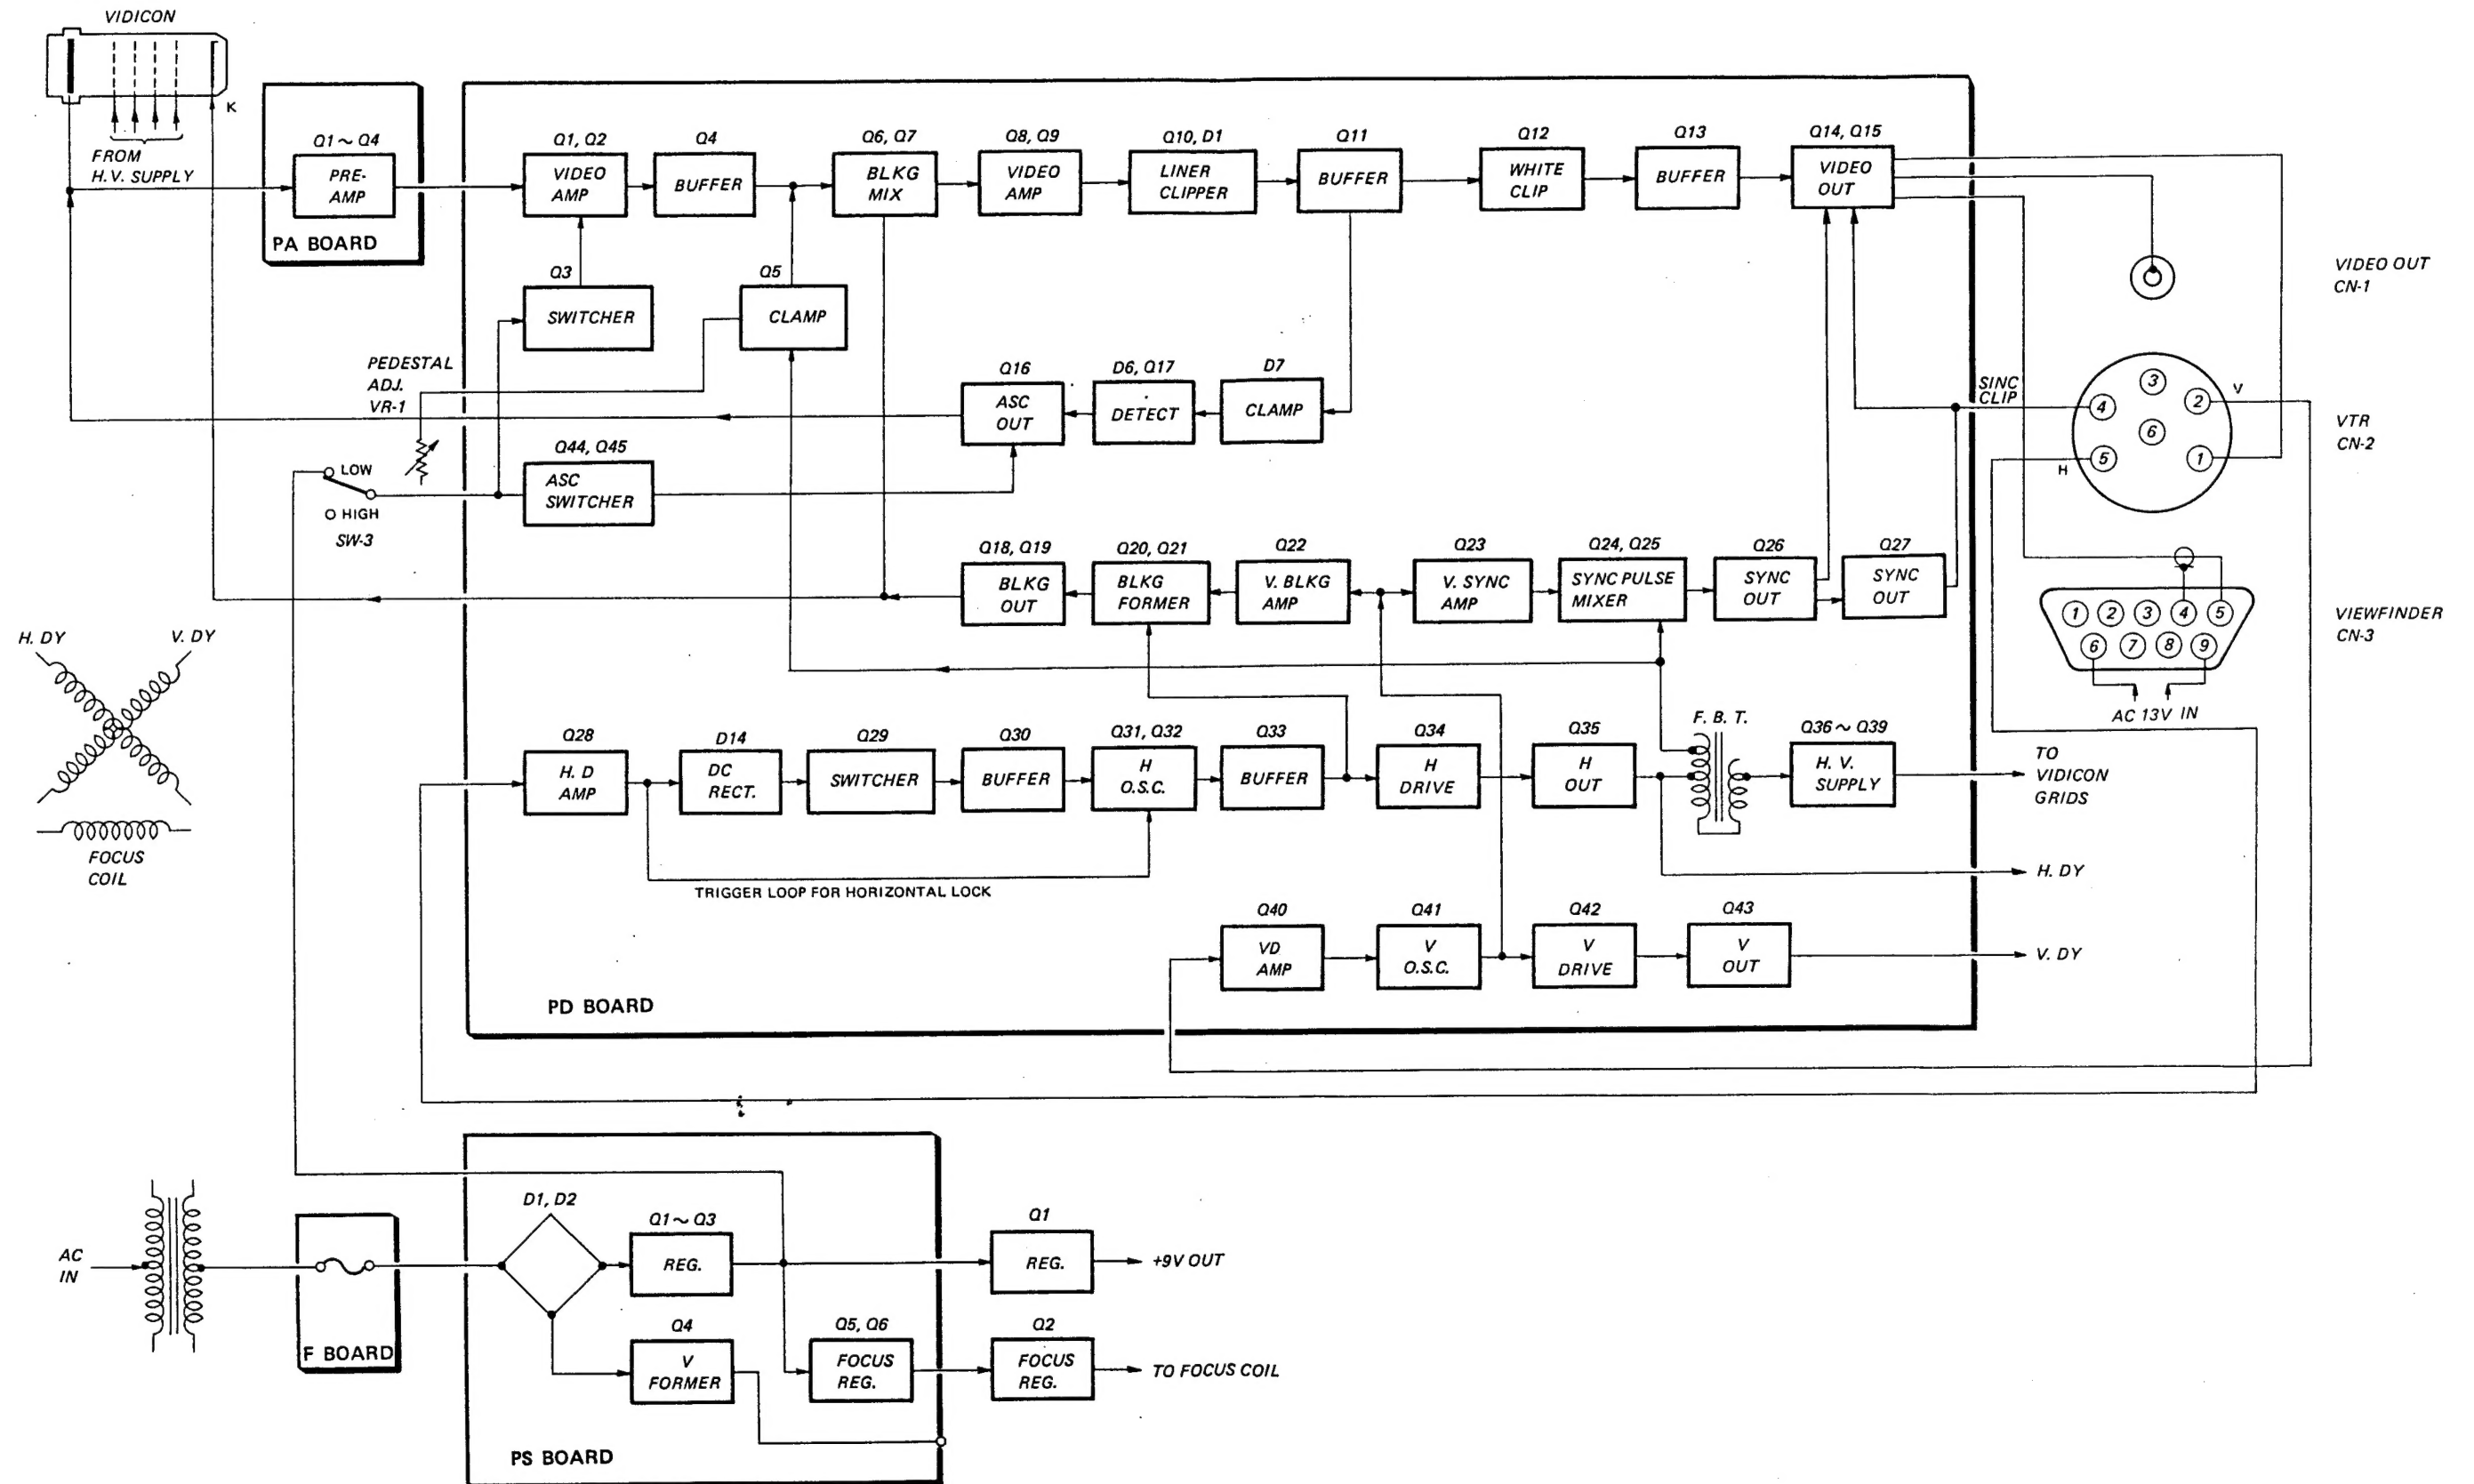 VIDICON
K
FROM
H.V. SUPPLY
Q1~Q4
PRE-
AMP
PA BOARD
Q1, Q2
VIDEO
AMP
Q4
BUFFER
Q6, Q7
BLKG
MIX
Q8, Q9
VIDEO
AMP
Q10, D1
LINER
CLIPPER
Q11
BUFFER
Q12
WHITE
CLIP
Q13
BUFFER
Q14, Q15
VIDEO
OUT
Q3
SWITCHER
Q5
CLAMP
VIDEO OUT
CN-1
PEDESTAL
ADJ.
VR-1
Q16
ASC
OUT
D6, Q17
DETECT
D7
CLAMP
SINC
CLIP
3
4
2
V
6
5
1
H
VTR
CN-2
LOW
HIGH
SW-3
Q44, Q45
ASC
SWITCHER
Q18, Q19
BLKG
OUT
Q20, Q21
BLKG
FORMER
Q22
V. BLKG
AMP
Q23
V. SYNC
AMP
Q24, Q25
SYNC PULSE
MIXER
Q26
SYNC
OUT
Q27
SYNC
OUT
1 2 3 4 5
6 7 8 9
VIEWFINDER
CN-3
AC 13V IN
H. DY
V. DY
FOCUS
COIL
Q28
H. D
AMP
D14
DC
RECT.
Q29
SWITCHER
Q30
BUFFER
Q31, Q32
H
O.S.C.
Q33
BUFFER
Q34
H
DRIVE
Q35
H
OUT
F. B. T.
Q36~Q39
H. V.
SUPPLY
TO
VIDICON
GRIDS
TRIGGER LOOP FOR HORIZONTAL LOCK
H. DY
Q40
VD
AMP
Q41
V
O.S.C.
Q42
V
DRIVE
Q43
V
OUT
V. DY
PD BOARD
AC
IN
F BOARD
D1, D2
Q1~Q3
REG.
Q1
REG.
+9V OUT
Q4
V
FORMER
Q5, Q6
FOCUS
REG.
Q2
FOCUS
REG.
TO FOCUS COIL
PS BOARD